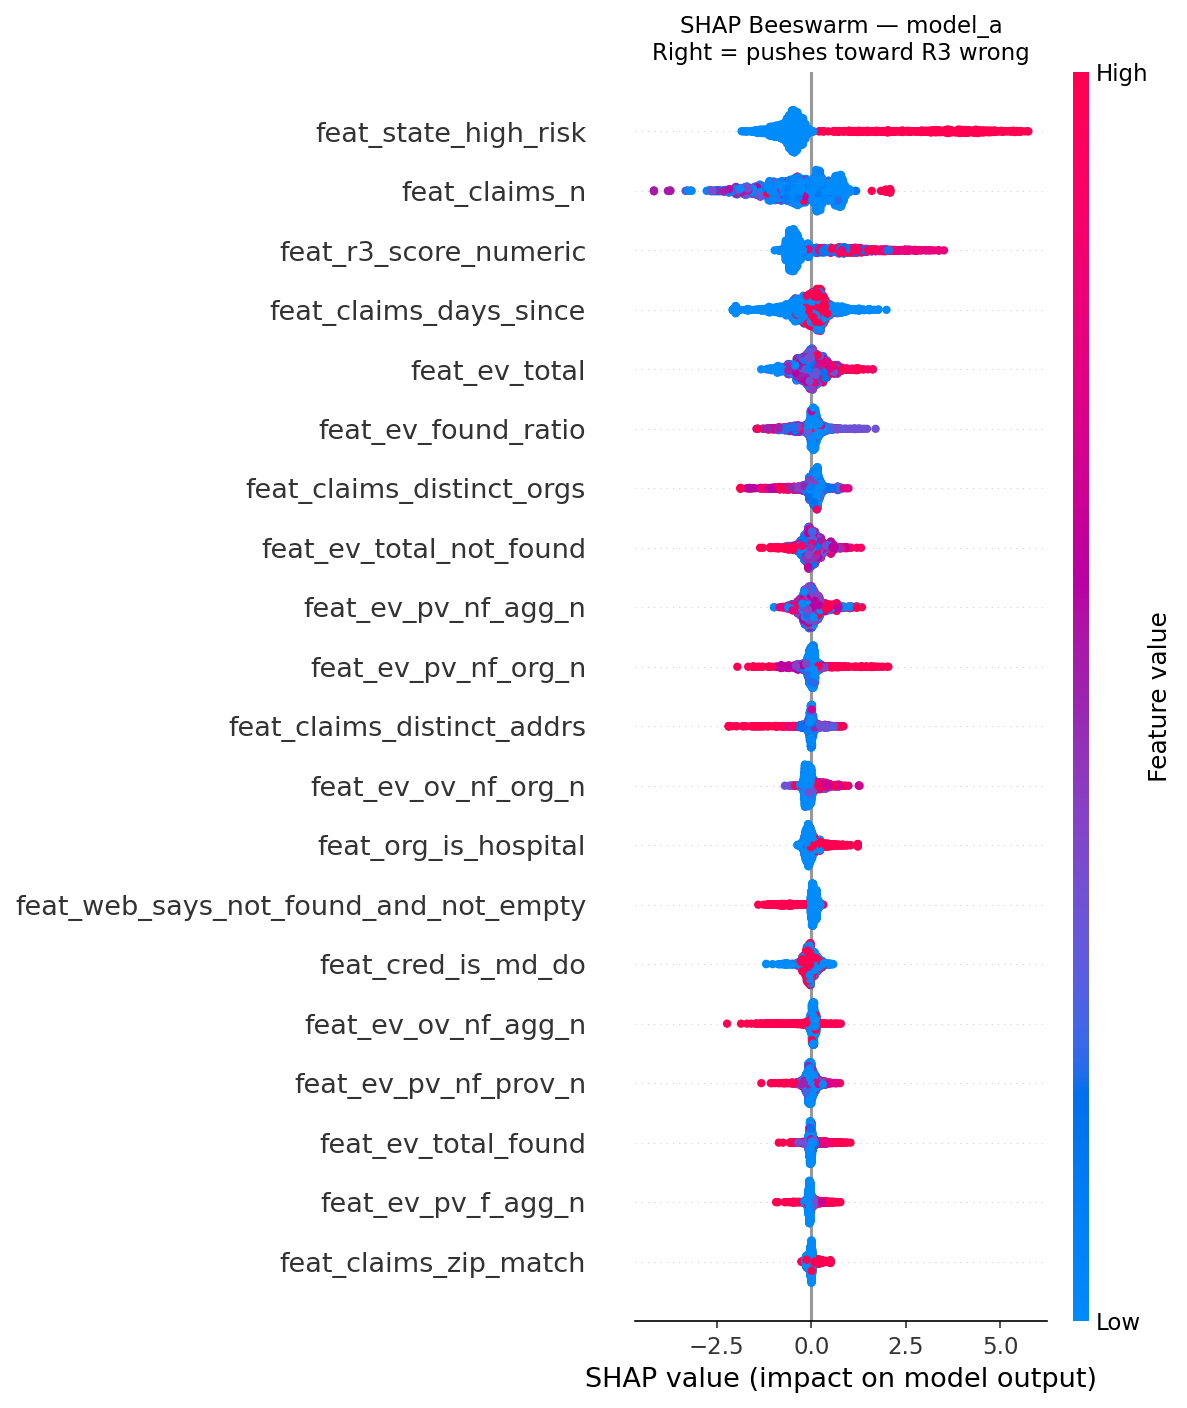 SHAP Beeswarm — model_a
Right = pushes toward R3 wrong
High
feat_state_high_risk
feat_claims_n
feat_r3_score_numeric
feat_claims_days_since
feat_ev_total
feat_ev_found_ratio
feat_claims_distinct_orgs
feat_ev_total_not_found
feat_ev_pv_nf_agg_n
feat_ev_pv_nf_org_n
feat_claims_distinct_addrs
feat_ev_ov_nf_org_n
feat_org_is_hospital
feat_web_says_not_found_and_not_empty
feat_cred_is_md_do
feat_ev_ov_nf_agg_n
feat_ev_pv_nf_prov_n
feat_ev_total_found
feat_ev_pv_f_agg_n
feat_claims_zip_match
Feature value
Low
−2.5 0.0 2.5 5.0
SHAP value (impact on model output)